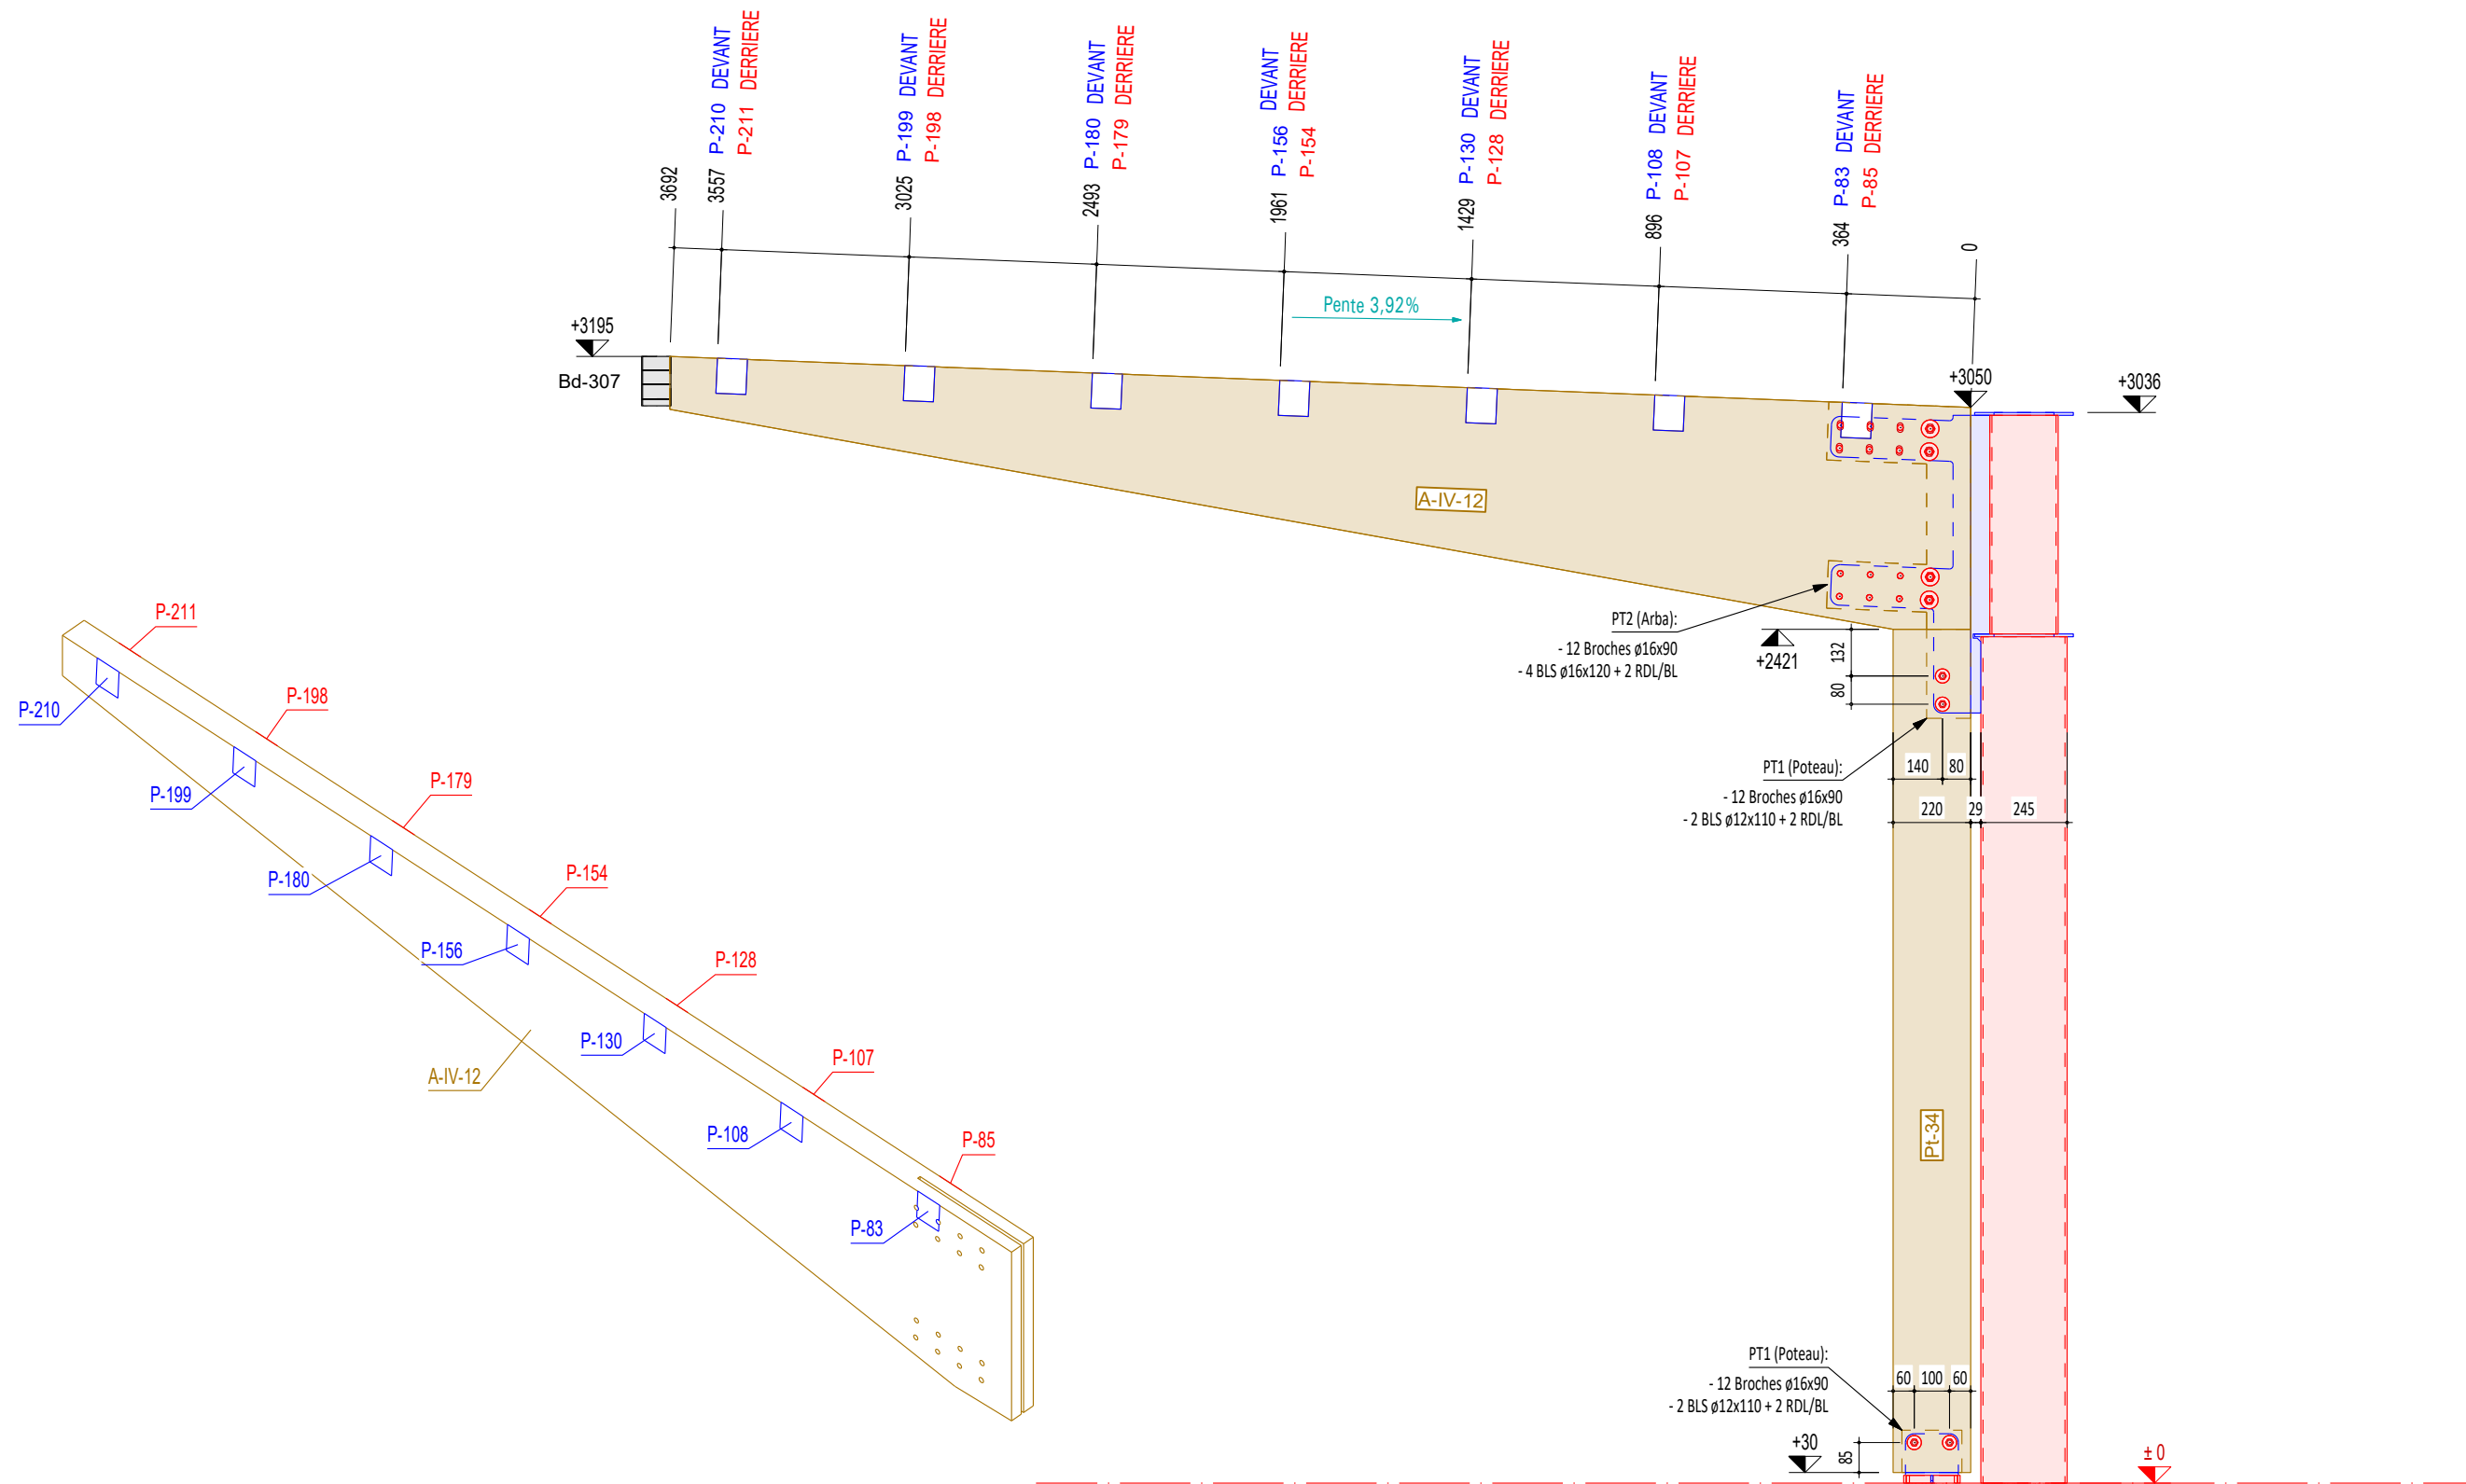 P-210 DEVANT
P-211 DERRIERE
P-199 DEVANT
P-198 DERRIERE
P-180 DEVANT
P-179 DERRIERE
P-156 DEVANT
P-154 DERRIERE
P-130 DEVANT
P-128 DERRIERE
P-108 DEVANT
P-107 DERRIERE
P-83 DEVANT
P-85 DERRIERE
3692
3557
3025
2493
1961
1429
896
364
0
Pente 3,92%
+3195
Bd-307
+3050
+3036
A-IV-12
PT2 (Arba):
- 12 Broches ø16x90
- 4 BLS ø16x120 + 2 RDL/BL
+2421
132
80
PT1 (Poteau):
- 12 Broches ø16x90
- 2 BLS ø12x110 + 2 RDL/BL
140
80
220
29
245
Pt-34
PT1 (Poteau):
- 12 Broches ø16x90
- 2 BLS ø12x110 + 2 RDL/BL
60
100
60
+30
85
± 0
P-211
P-198
P-210
P-179
P-199
P-154
P-180
P-156
P-128
P-130
P-107
A-IV-12
P-108
P-85
P-83